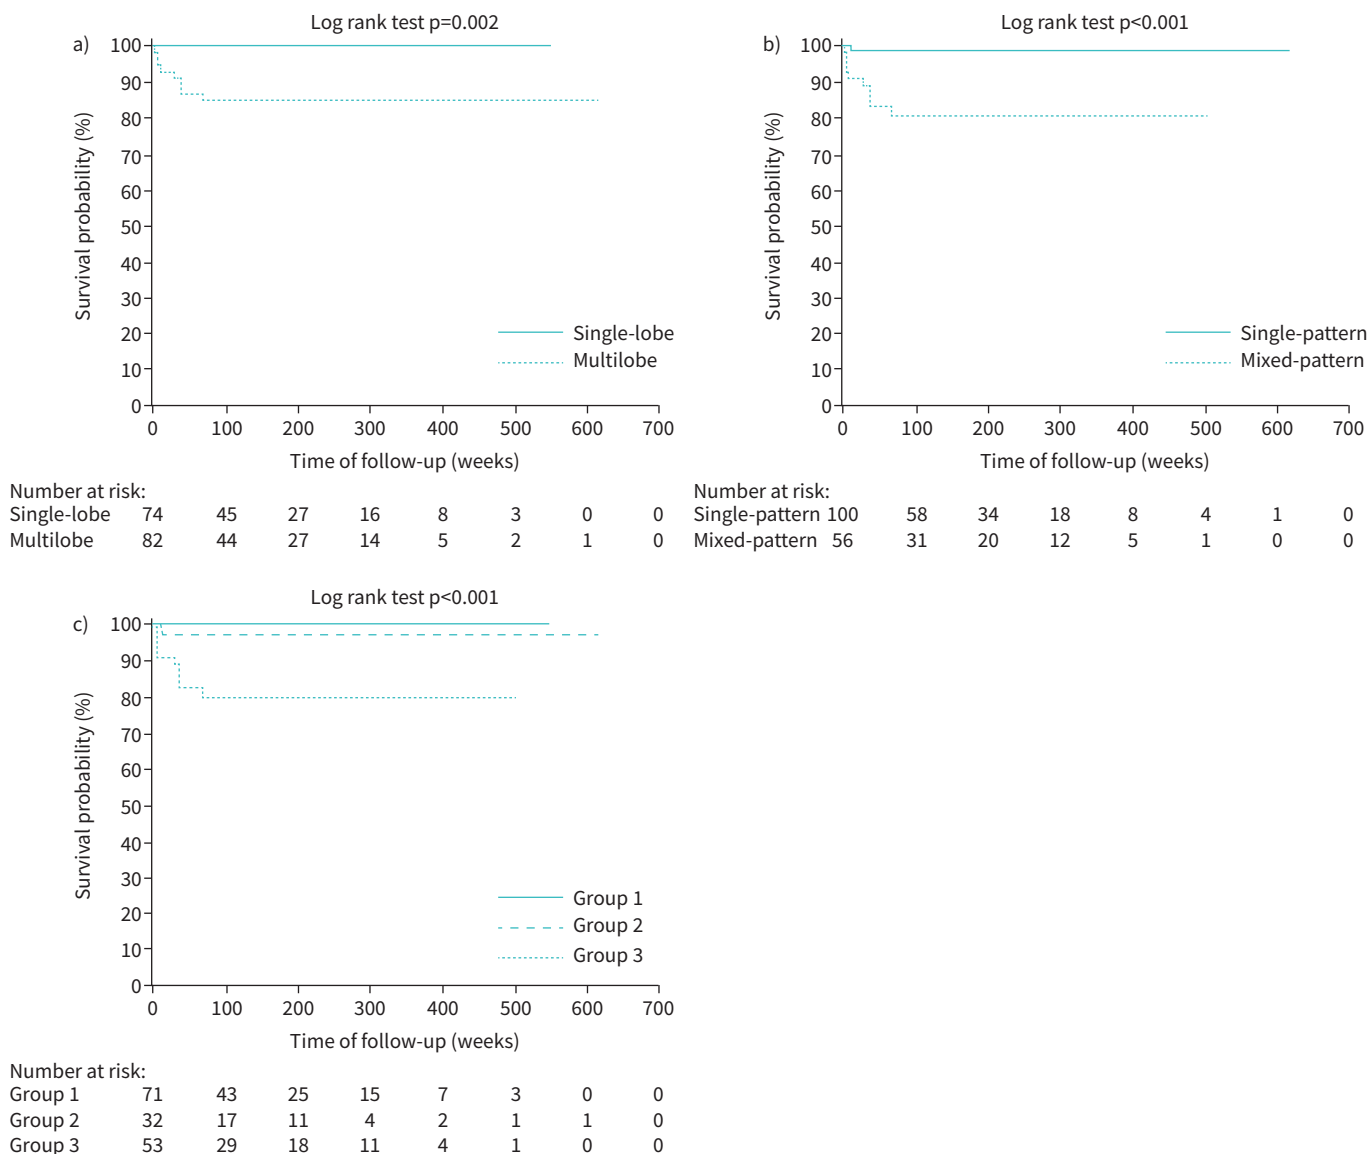 Log rank test p=0.002
a)
100
90
80
70
60
50
40
30
20
10
0
Survival probability (%)
Single-lobe
Multilobe
0 100 200 300 400 500 600 700
Time of follow-up (weeks)
Number at risk:
Single-lobe 74 45 27 16 8 3 0 0
Multilobe 82 44 27 14 5 2 1 0
Log rank test p<0.001
b)
100
90
80
70
60
50
40
30
20
10
0
Survival probability (%)
Single-pattern
Mixed-pattern
0 100 200 300 400 500 600 700
Time of follow-up (weeks)
Number at risk:
Single-pattern 100 58 34 18 8 4 1 0
Mixed-pattern 56 31 20 12 5 1 0 0
Log rank test p<0.001
c)
100
90
80
70
60
50
40
30
20
10
0
Survival probability (%)
Group 1
Group 2
Group 3
0 100 200 300 400 500 600 700
Time of follow-up (weeks)
Number at risk:
Group 1 71 43 25 15 7 3 0 0
Group 2 32 17 11 4 2 1 1 0
Group 3 53 29 18 11 4 1 0 0